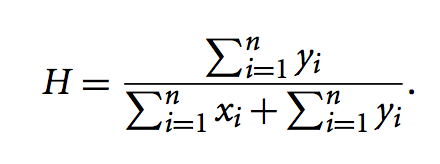 H = \frac{\sum_{i=1}^{n} y_i}{\sum_{i=1}^{n} x_i + \sum_{i=1}^{n} y_i}.